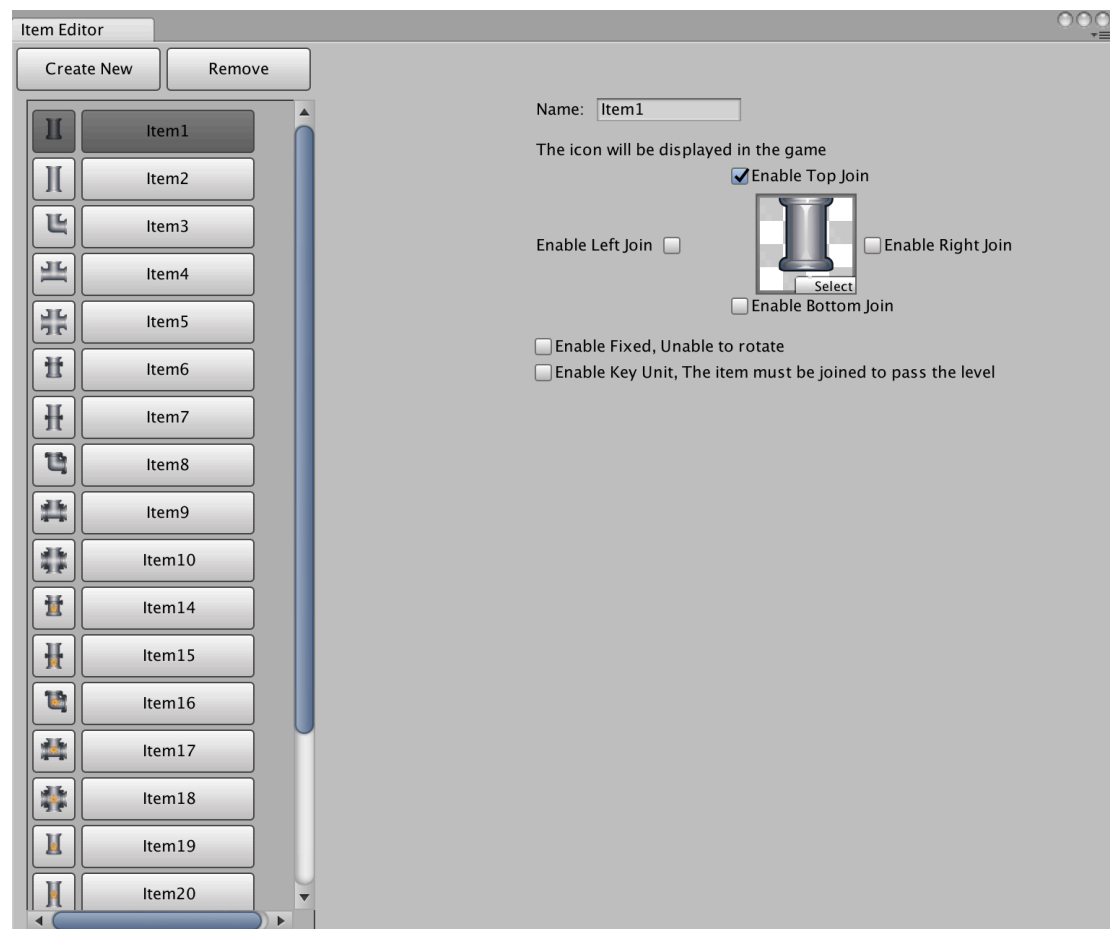 Item Editor
Create New
Remove
Item1
Item2
Item3
Item4
Item5
Item6
Item7
Item8
Item9
Item10
Item14
Item15
Item16
Item17
Item18
Item19
Item20
Name: Item1
The icon will be displayed in the game
Enable Top Join
Enable Left Join
Enable Right Join
Select
Enable Bottom Join
Enable Fixed, Unable to rotate
Enable Key Unit, The item must be joined to pass the level